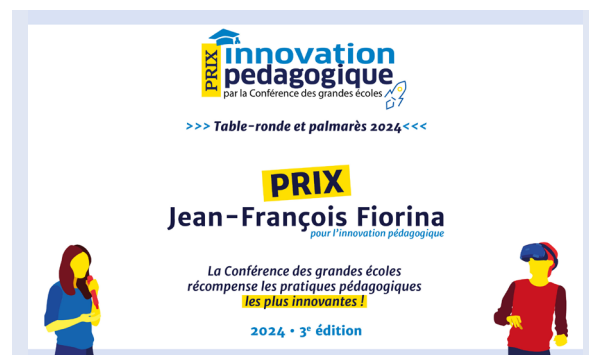 PRIX
innovation
pedagogique
par la Conférence des grandes écoles
>>> Table-ronde et palmarès 2024<<<
PRIX
Jean-François Fiorina
pour l'innovation pédagogique
La Conférence des grandes écoles
récompense les pratiques pédagogiques
les plus innovantes !
2024 • 3e édition